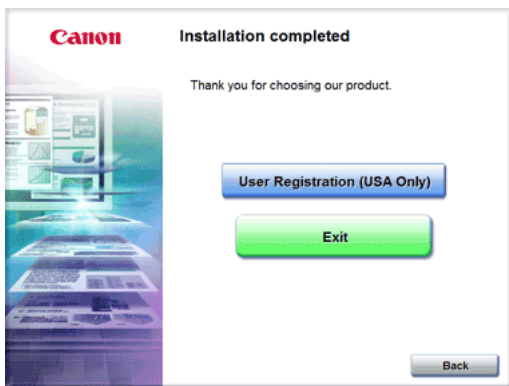 Canon
Installation completed
Thank you for choosing our product.
User Registration (USA Only)
Exit
Back